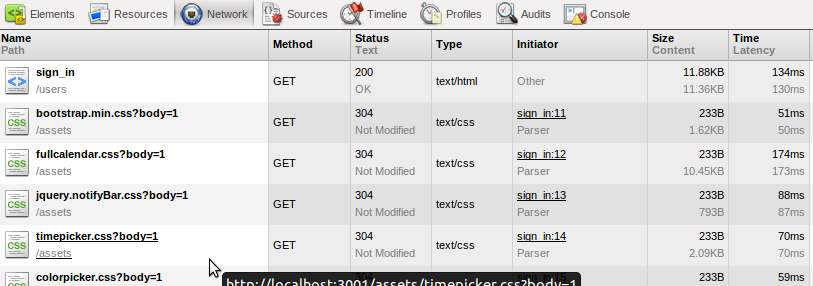 Elements Resources Network Sources Timeline Profiles Audits Console
Name Method Status Type Initiator Size Time
Path Text Content Latency
sign_in GET 200 text/html Other 11.88KB 134ms
/users OK 11.36KB 130ms
bootstrap.min.css?body=1 GET 304 text/css sign_in:11 233B 51ms
/assets Not Modified Parser 1.62KB 50ms
fullcalendar.css?body=1 GET 304 text/css sign_in:12 233B 174ms
/assets Not Modified Parser 10.45KB 173ms
jquery.notifyBar.css?body=1 GET 304 text/css sign_in:13 233B 88ms
/assets Not Modified Parser 793B 87ms
timepicker.css?body=1 GET 304 text/css sign_in:14 233B 70ms
/assets Not Modified Parser 2.09KB 70ms
colorpicker.css?body=1 304 sign_in:15 233B 59ms
http://localhost:3001/assets/timepicker.css?body=1